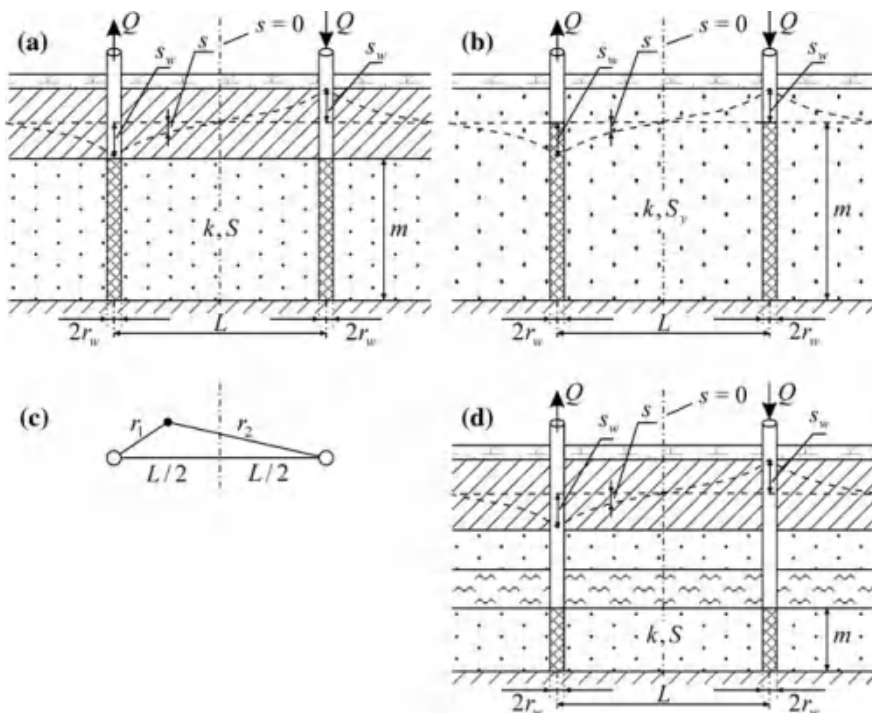 (a)
Q
s = 0
Q
s_w
s
s_w
k, S
m
2r_w
L
2r_w
(b)
Q
s = 0
Q
s_w
s
s_w
k, S_y
m
2r_w
L
2r_w
(c)
r_1
r_2
L/2
L/2
(d)
Q
s = 0
Q
s_w
s
s_w
k, S
m
2r_w
L
2r_w